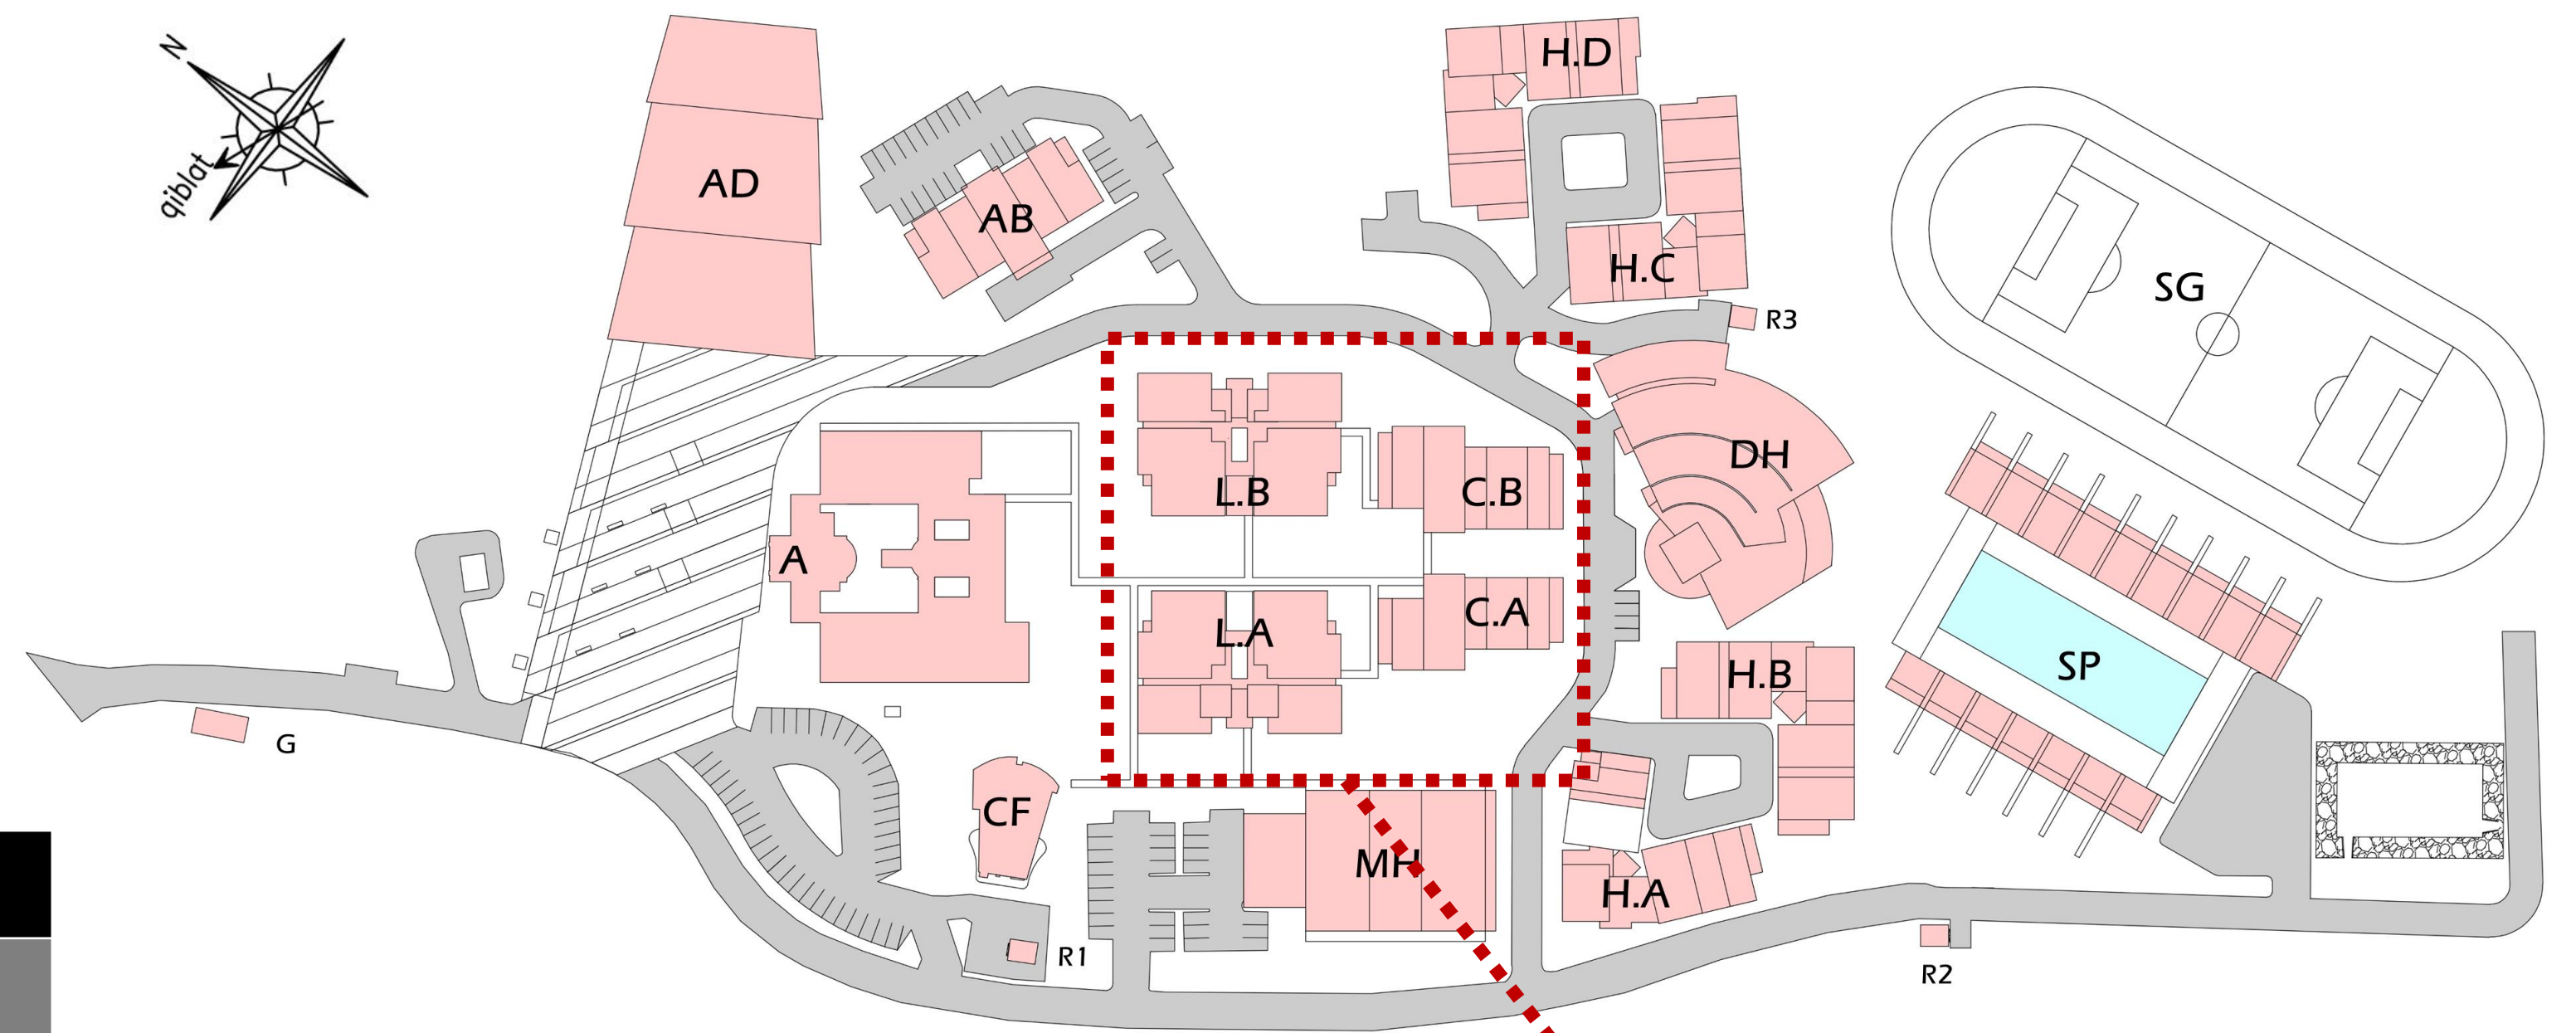 N
qiblat
AD
AB
H.D
H.C
R3
SG
DH
L.B
C.B
A
L.A
C.A
H.B
SP
G
CF
MH
H.A
R1
R2